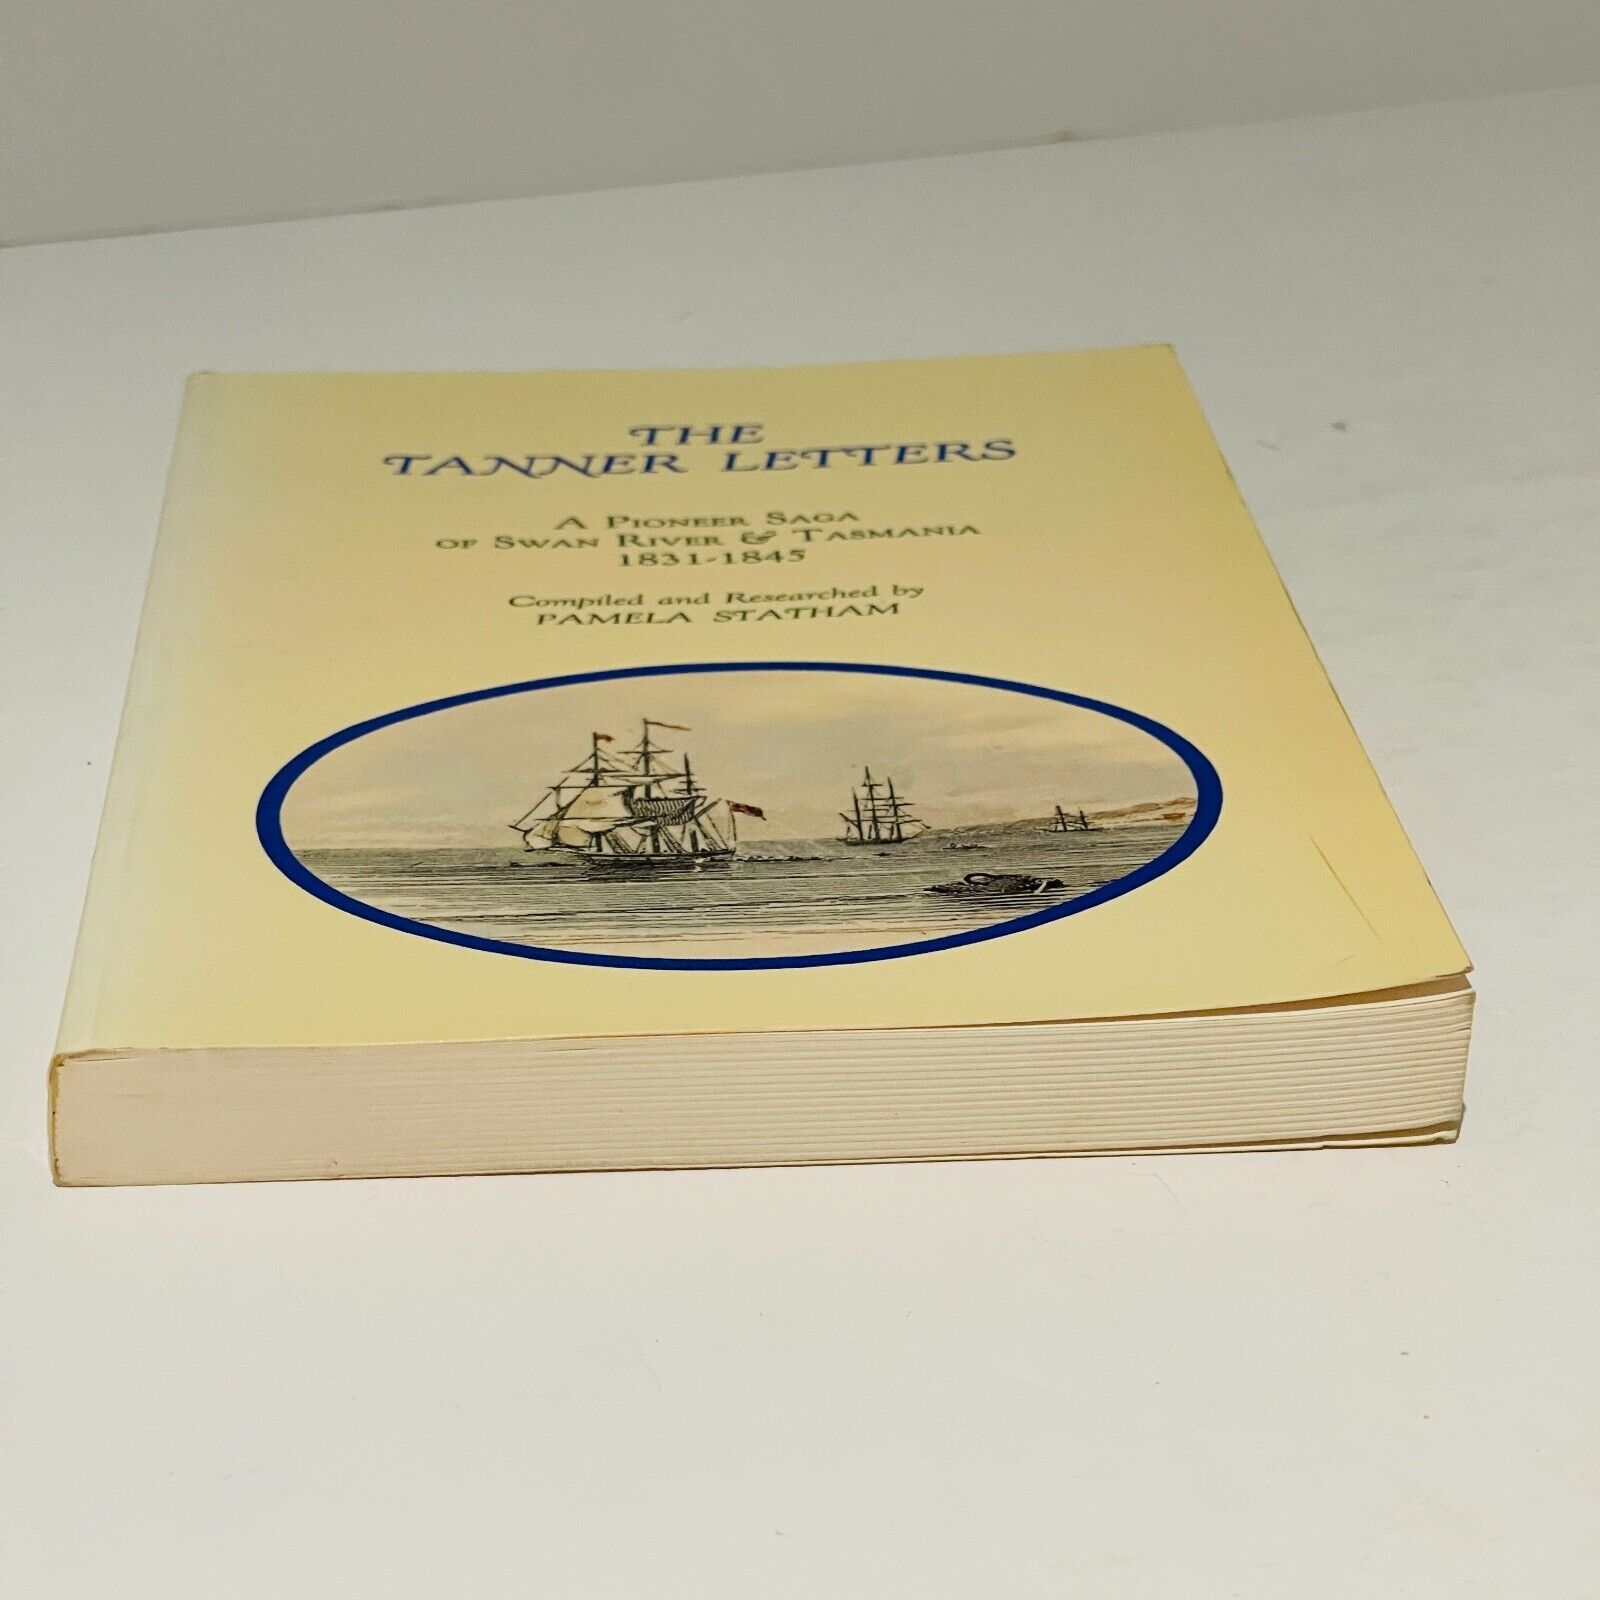 THE
TANNER LETTERS
A PIONEER SAGA
OF SWAN RIVER & TASMANIA
1831-1845
Compiled and Researched by
PAMELA STATHAM